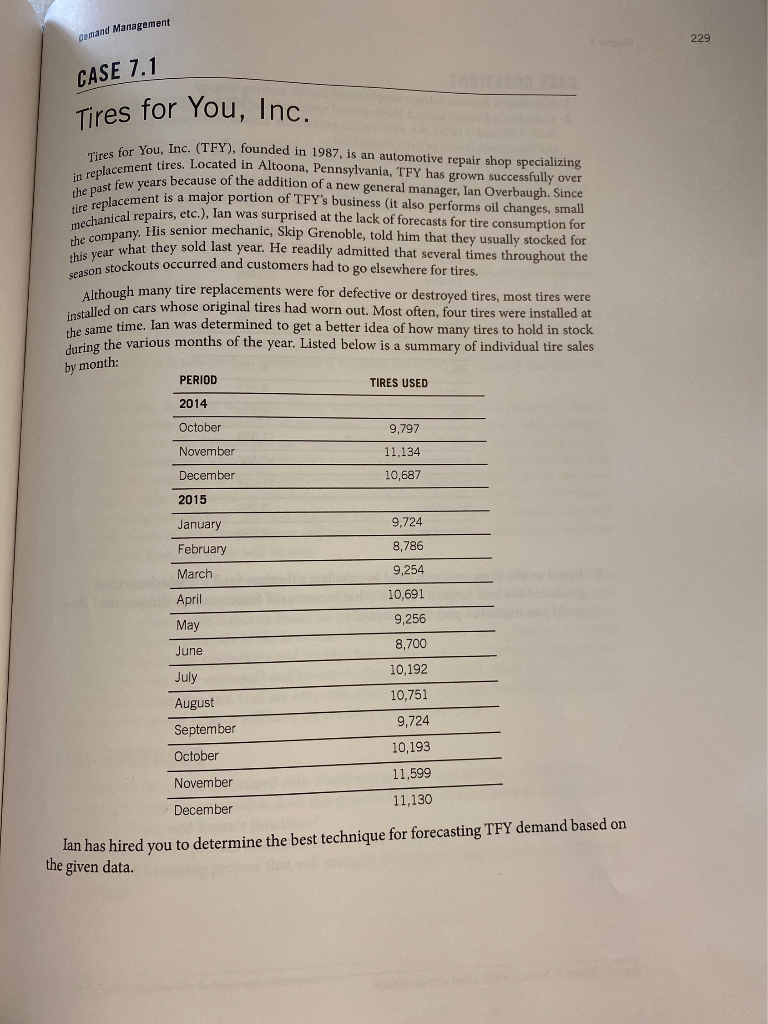 Demand Management
229
CASE 7.1
Tires for You, Inc.
Tires for You, Inc. (TFY), founded in 1987, is an automotive repair shop specializing
in replacement tires. Located in Altoona, Pennsylvania, TFY has grown successfully over
the past few years because of the addition of a new general manager, Ian Overbaugh. Since
tire replacement is a major portion of TFY's business (it also performs oil changes, small
mechanical repairs, etc.), Ian was surprised at the lack of forecasts for tire consumption for
the company. His senior mechanic, Skip Grenoble, told him that they usually stocked for
this year what they sold last year. He readily admitted that several times throughout the
season stockouts occurred and customers had to go elsewhere for tires.
Although many tire replacements were for defective or destroyed tires, most tires were
installed on cars whose original tires had worn out. Most often, four tires were installed at
the same time. Ian was determined to get a better idea of how many tires to hold in stock
during the various months of the year. Listed below is a summary of individual tire sales
by month:
PERIOD TIRES USED
2014
October 9,797
November 11,134
December 10,687
2015
January 9,724
February 8,786
March 9,254
April 10,691
May 9,256
June 8,700
July 10,192
August 10,751
September 9,724
October 10,193
November 11,599
December 11,130
Ian has hired you to determine the best technique for forecasting TFY demand based on
the given data.